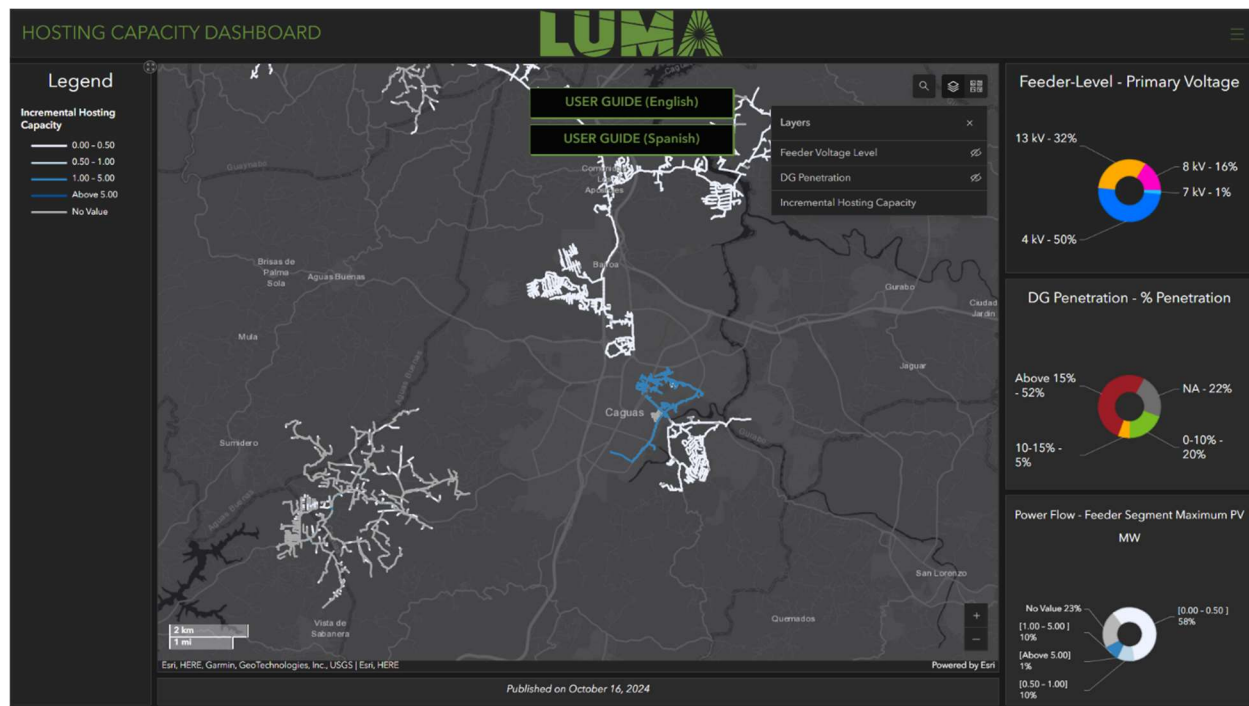 HOSTING CAPACITY DASHBOARD
LUMA
Legend
Incremental Hosting
Capacity
0.00 - 0.50
0.50 - 1.00
1.00 - 5.00
Above 5.00
No Value
USER GUIDE (English)
USER GUIDE (Spanish)
Layers
Feeder Voltage Level
DG Penetration
Incremental Hosting Capacity
Guaynabo
Bairoa
Brisas de
Palma
Sola
Aguas Buenas
Gurabo
Ciudad
Jardin
Mula
Aguas Buenas
Jaguar
Caguas
Sumidero
Aguas Buenas
San Lorenzo
Quemados
Vista de
Sabanera
2 km
1 mi
Esri, HERE, Garmin, GeoTechnologies, Inc., USGS | Esri, HERE
Powered by Esri
Published on October 16, 2024
Feeder-Level - Primary Voltage
13 kV - 32%
8 kV - 16%
7 kV - 1%
4 kV - 50%
DG Penetration - % Penetration
Above 15%
- 52%
NA - 22%
10-15% -
5%
0-10% -
20%
Power Flow - Feeder Segment Maximum PV
MW
No Value 23%
[0.00 - 0.50 ]
58%
[1.00 - 5.00 ]
10%
[Above 5.00]
1%
[0.50 - 1.00]
10%